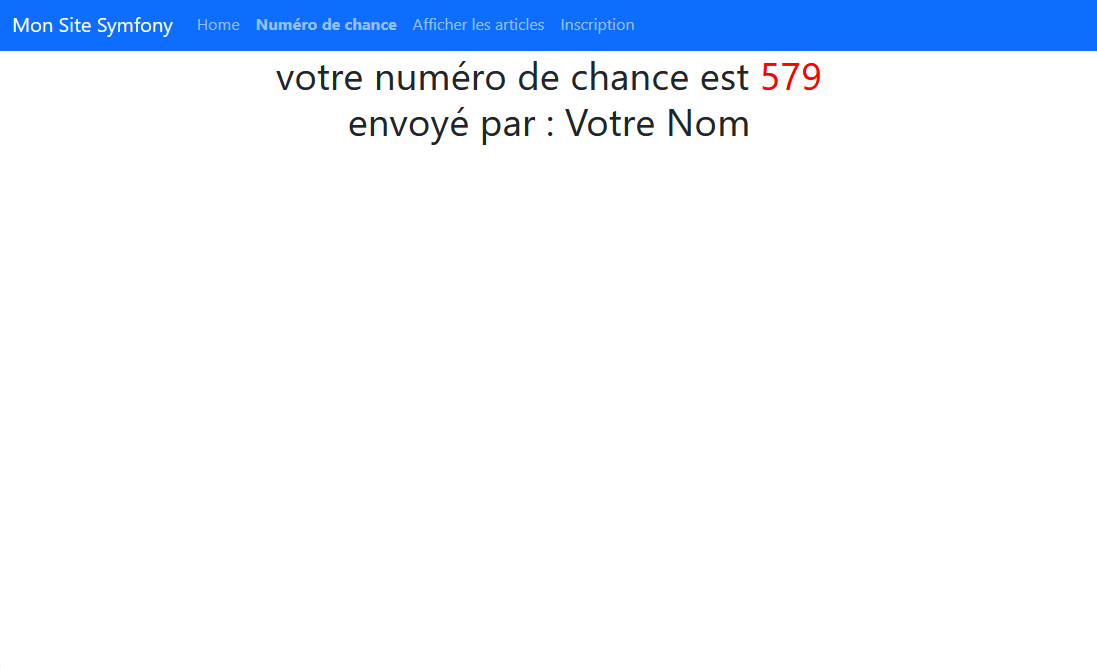 Mon Site Symfony Home Numéro de chance Afficher les articles Inscription
votre numéro de chance est 579
envoyé par : Votre Nom